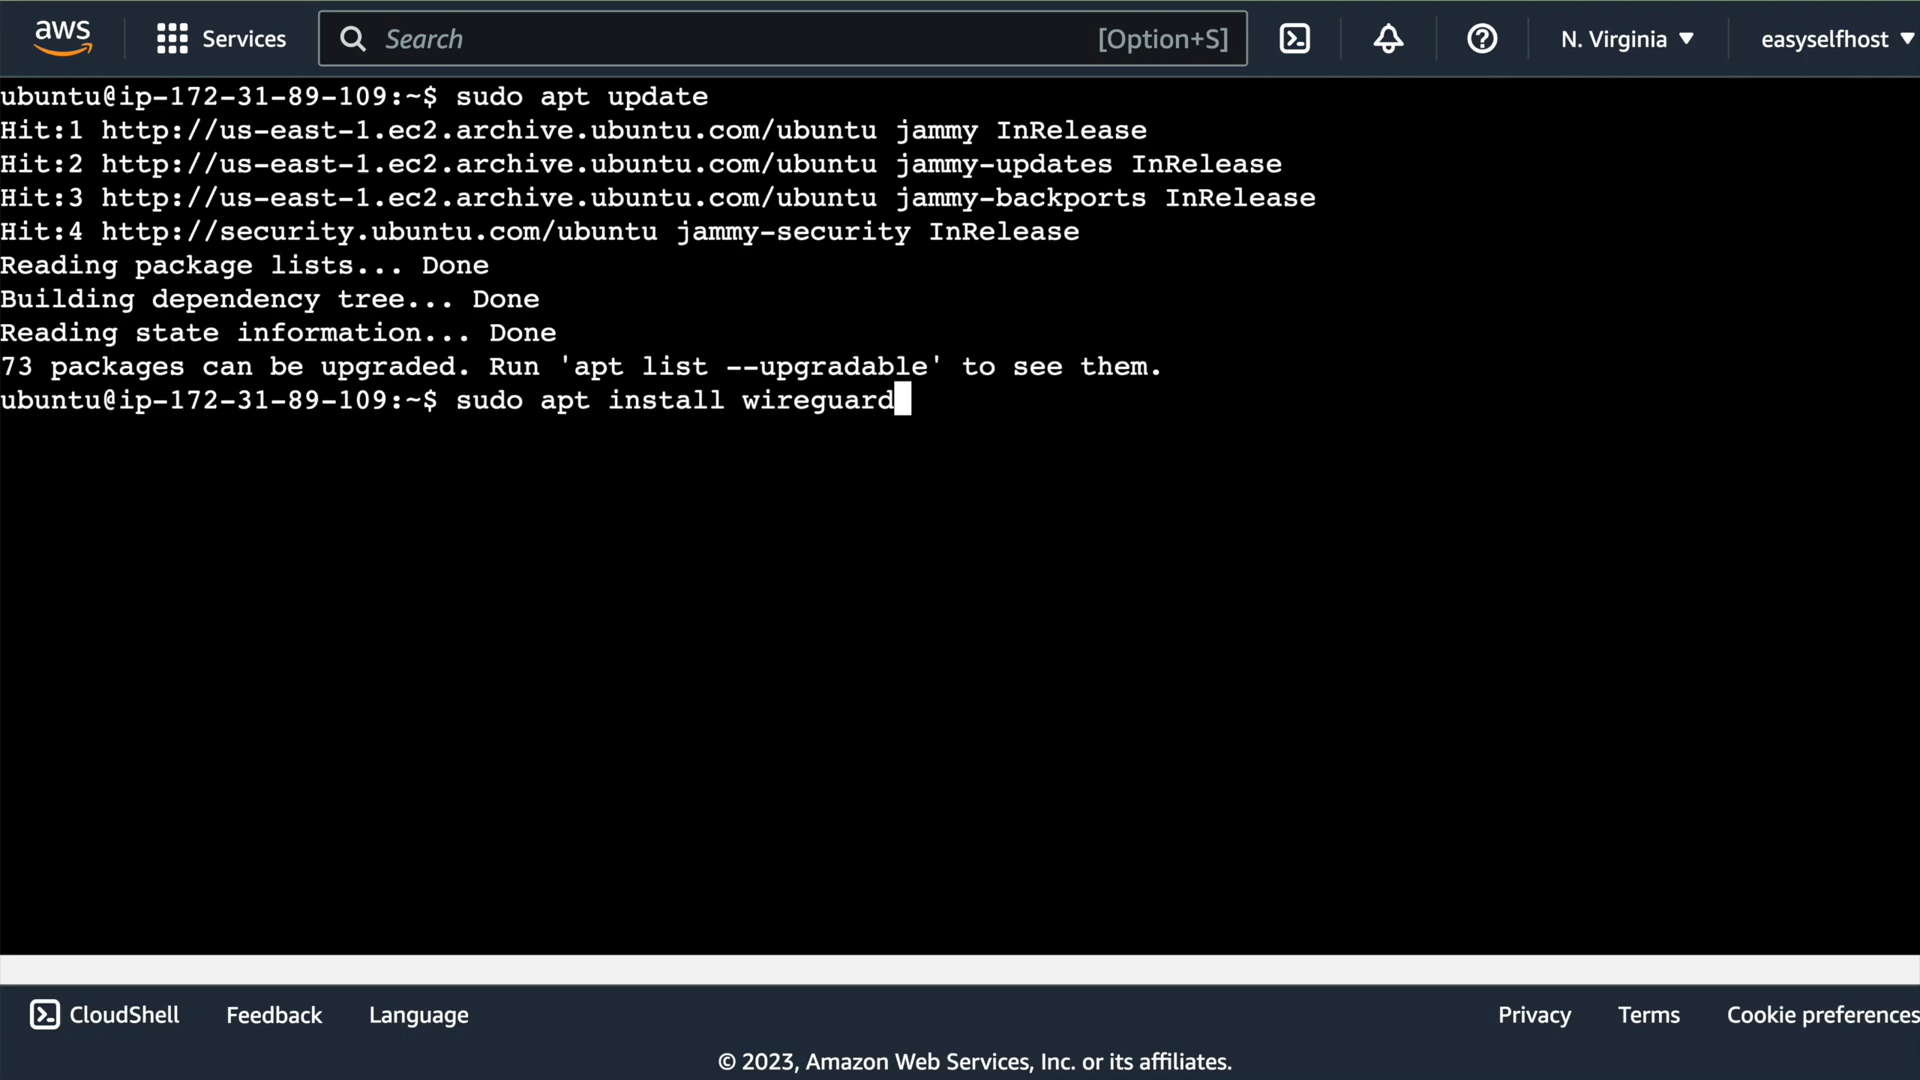 aws Services Search [Option+S] N. Virginia easyselfhost
ubuntu@ip-172-31-89-109:~$ sudo apt update
Hit:1 http://us-east-1.ec2.archive.ubuntu.com/ubuntu jammy InRelease
Hit:2 http://us-east-1.ec2.archive.ubuntu.com/ubuntu jammy-updates InRelease
Hit:3 http://us-east-1.ec2.archive.ubuntu.com/ubuntu jammy-backports InRelease
Hit:4 http://security.ubuntu.com/ubuntu jammy-security InRelease
Reading package lists... Done
Building dependency tree... Done
Reading state information... Done
73 packages can be upgraded. Run 'apt list --upgradable' to see them.
ubuntu@ip-172-31-89-109:~$ sudo apt install wireguard
CloudShell Feedback Language Privacy Terms Cookie preferences
© 2023, Amazon Web Services, Inc. or its affiliates.